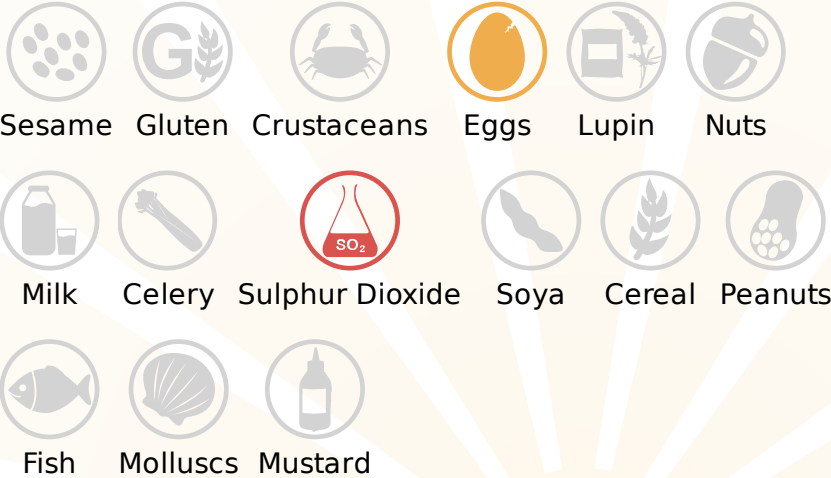 G
Sesame Gluten Crustaceans Eggs Lupin Nuts
SO₂
Milk Celery Sulphur Dioxide Soya Cereal Peanuts
Fish Molluscs Mustard